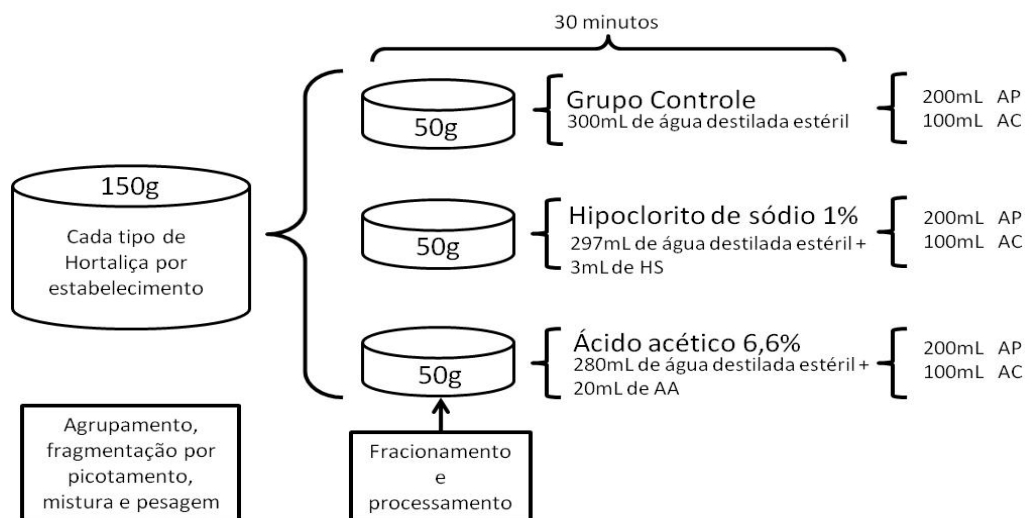 30 minutos
150g
Cada tipo de
Hortaliça por
estabelecimento
50g
Grupo Controle
300mL de água destilada estéril
200mL AP
100mL AC
50g
Hipoclorito de sódio 1%
297mL de água destilada estéril +
3mL de HS
200mL AP
100mL AC
50g
Ácido acético 6,6%
280mL de água destilada estéril +
20mL de AA
200mL AP
100mL AC
Agrupamento,
fragmentação por
picotamento,
mistura e pesagem
Fracionamento
e
processamento